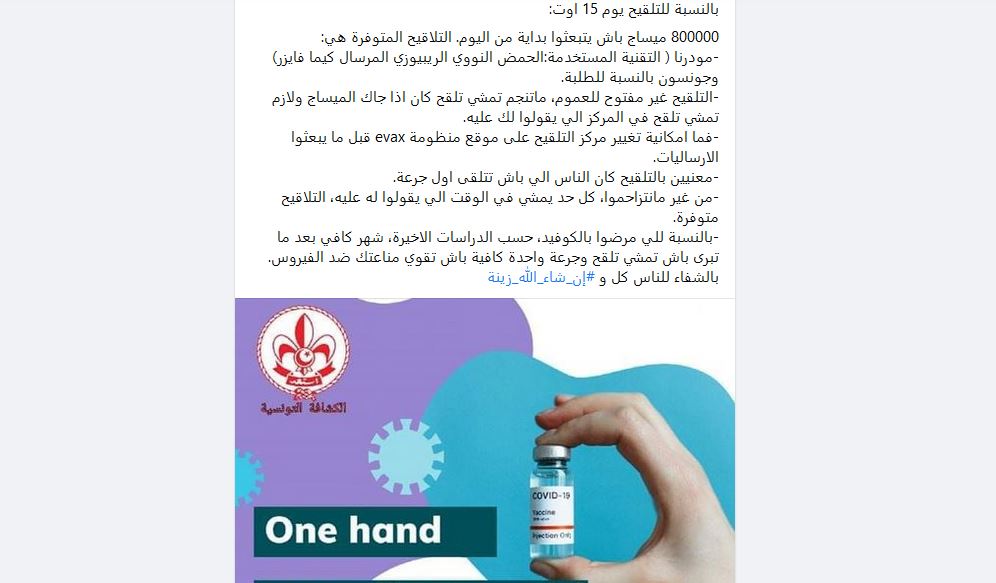 بالنسبة للتلقيح يوم 15 اوت:
800000 ميساج باش يتبعثوا بداية من اليوم. التلاقيح المتوفرة هي:
-مودرنا ( التقنية المستخدمة:الحمض النووي الريبيوزي المرسال كيما فايزر)
وجونسون بالنسبة للطلبة.
-التلقيح غير مفتوح للعموم، ماتنجم تمشي تلقح كان اذا جاك الميساج ولازم
تمشي تلقح في المركز الي يقولوا لك عليه.
-فما امكانية تغيير مركز التلقيح على موقع منظومة evax قبل ما يبعثوا
الارساليات.
-معنيين بالتلقيح كان الناس الي باش تتلقى اول جرعة.
-من غير مانتزاحموا، كل حد يمشي في الوقت الي يقولوا له عليه، التلاقيح
متوفرة.
-بالنسبة للي مرضوا بالكوفيد، حسب الدراسات الاخيرة، شهر كافي بعد ما
تبرى باش تمشي تلقح وجرعة واحدة كافية باش تقوي مناعتك ضد الفيروس.
بالشفاء للناس كل و #إن_شاء_الله_زينة
الكشافة التونسية
COVID-19
Vaccine
Injection Only
One hand